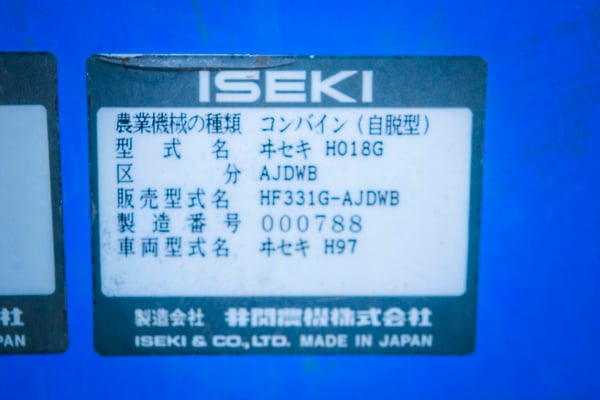 ISEKI
農業機械の種類 コンバイン(自脱型)
型式名 ヰセキ HO18G
区分 AJDWB
販売型式名 HF331G-AJDWB
製造番号 000788
車両型式名 ヰセキ H97
製造会社 井関農機株式会社
ISEKI & CO.,LTD. MADE IN JAPAN
社
PAN